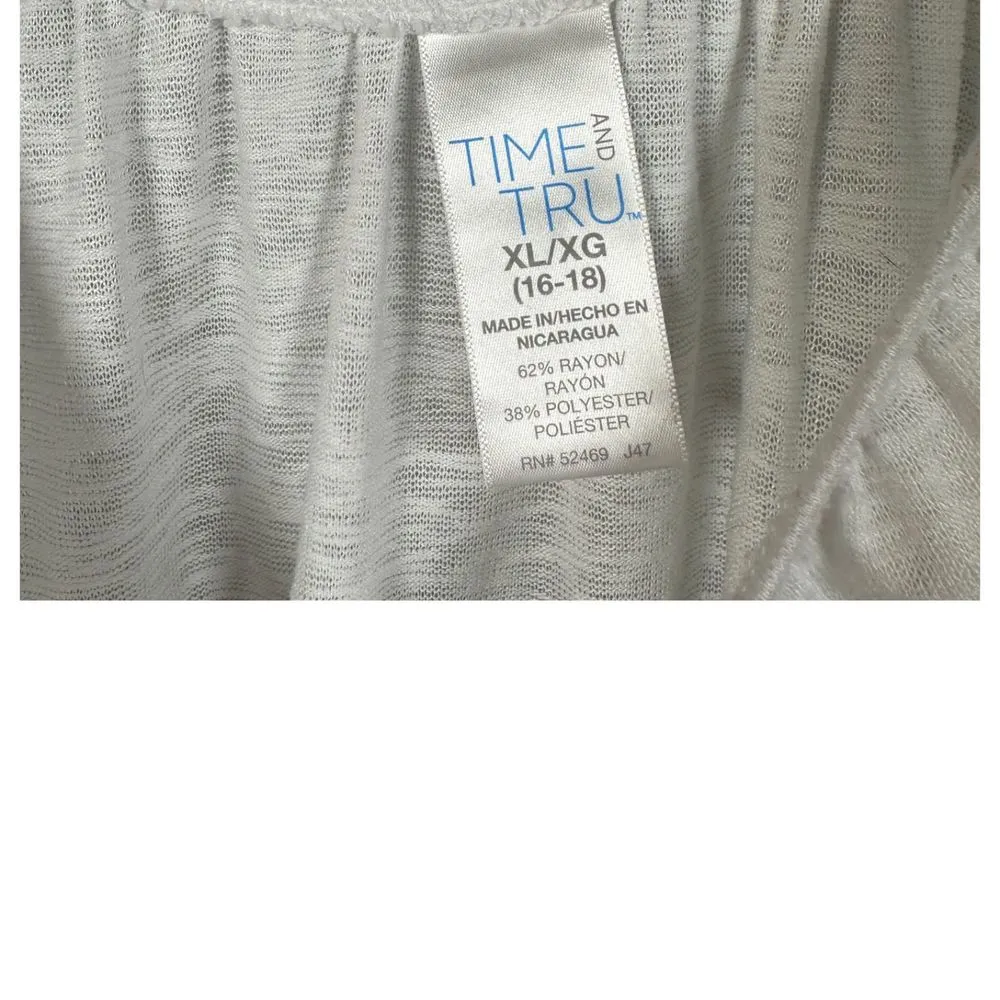 TIME AND
TRU™
XL/XG
(16-18)
MADE IN/HECHO EN
NICARAGUA
62% RAYON/
RAYÓN
38% POLYESTER/
POLIÉSTER
RN# 52469 J47